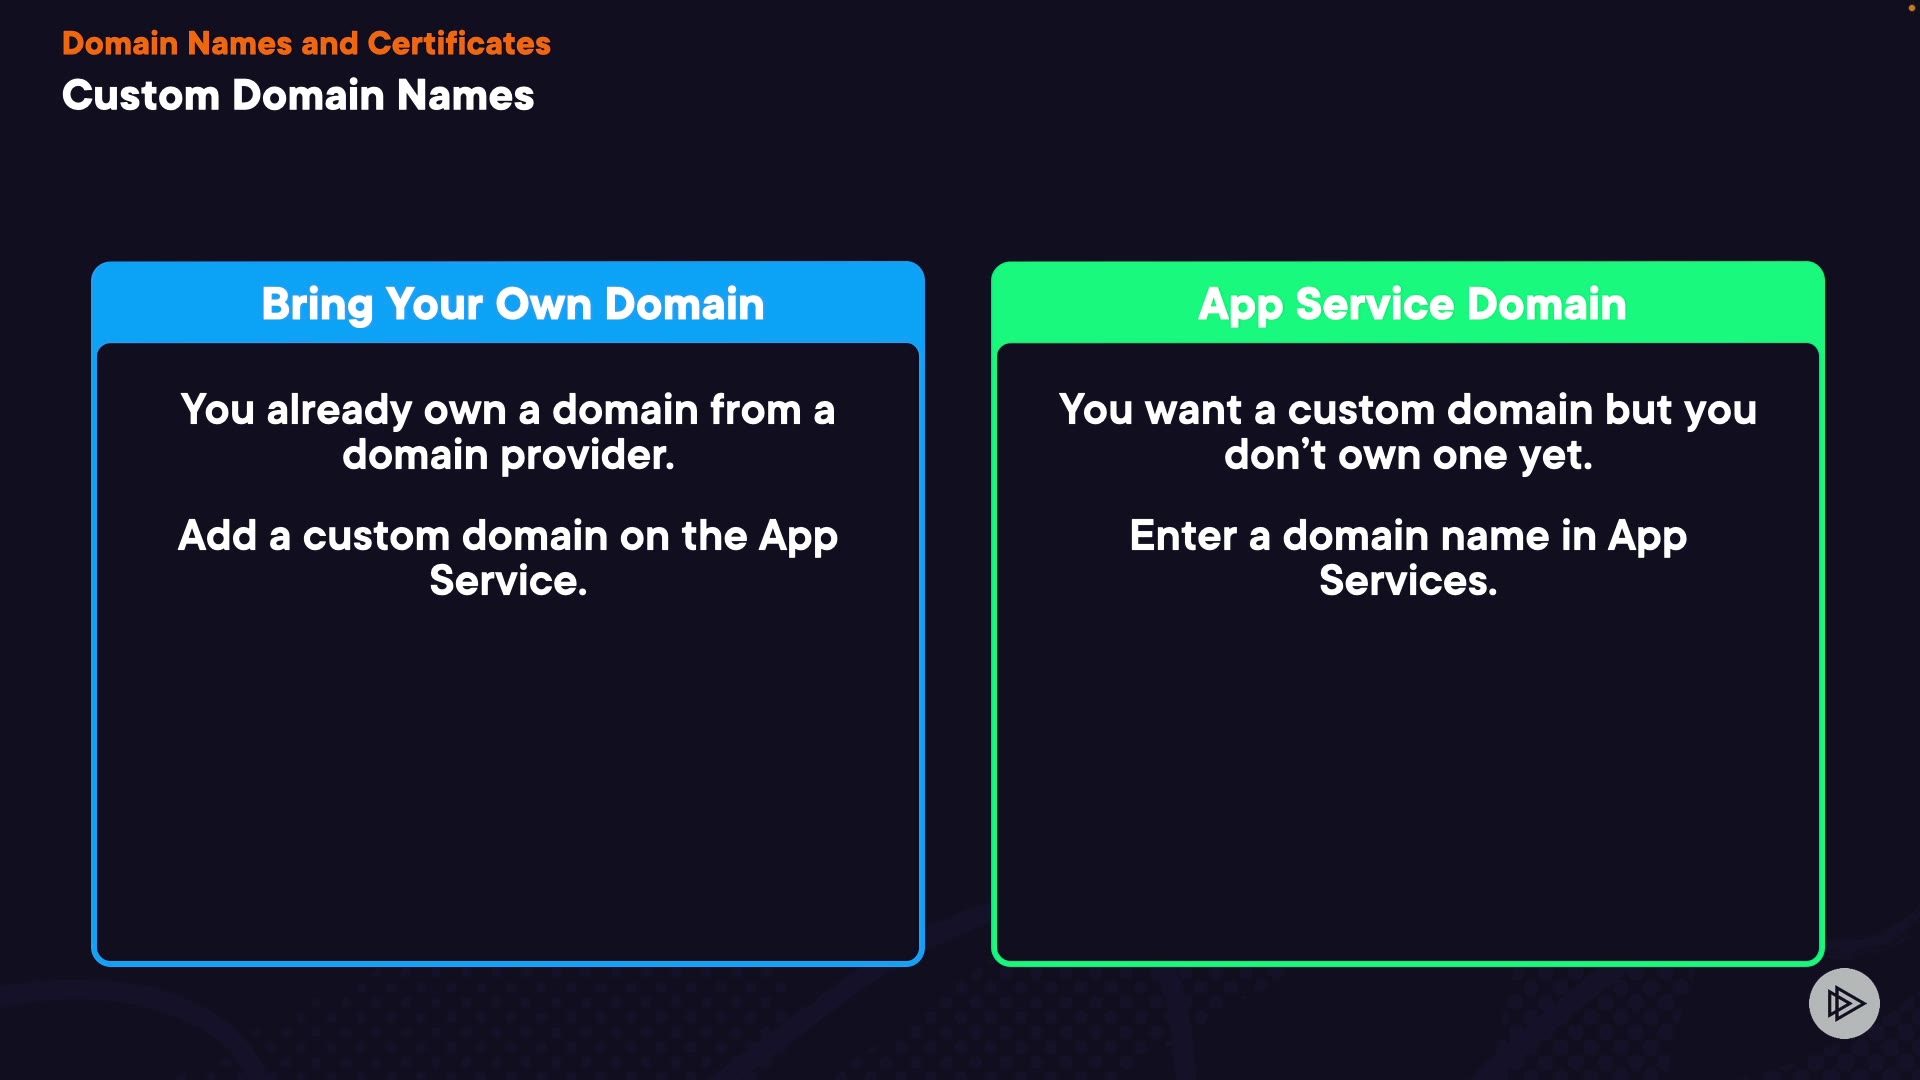 Domain Names and Certificates
Custom Domain Names
Bring Your Own Domain
You already own a domain from a
domain provider.
Add a custom domain on the App
Service.
App Service Domain
You want a custom domain but you
don’t own one yet.
Enter a domain name in App
Services.